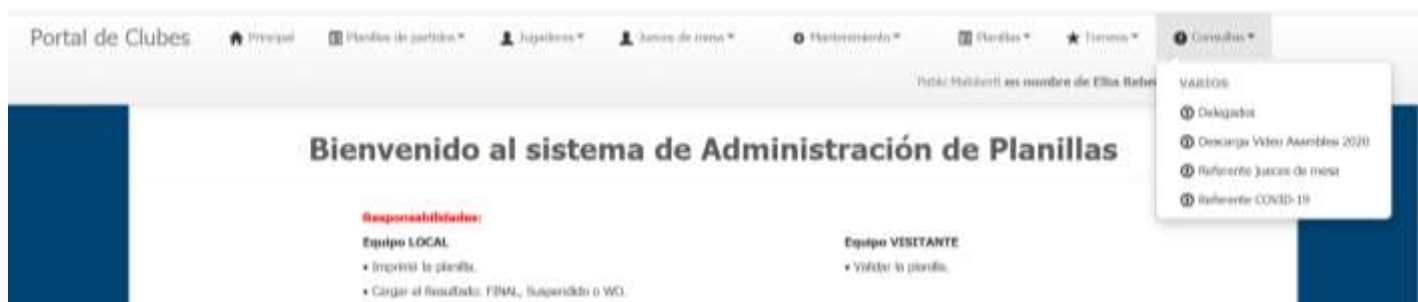 Portal de Clubes Principal Planillas de partidos Jugadores Jueces de mesa Mantenimiento Planillas Torneos Consultas
Pablo en nombre de Elba
VARIOS
Delegados
Descarga Video Asamblea 2020
Referente Jueces de mesa
Referente COVID-19
Bienvenido al sistema de Administración de Planillas
Responsabilidades:
Equipo LOCAL
• Imprimir la planilla.
• Cargar el Resultado: FINAL, Suspendido o WO.
Equipo VISITANTE
• Validar la planilla.